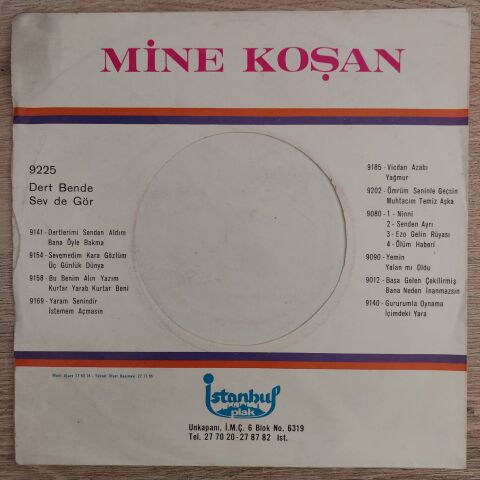 MİNE KOŞAN
9225
Dert Bende
Sev de Gör
9141 - Dertlerimi Senden Aldım
Bana Öyle Bakma
9154 - Sevemedim Kara Gözlüm
Üç Günlük Dünya
9158 - Bu Benim Alın Yazım
Kurtar Yarab Kurtar Beni
9169 - Yaram Senindir
İstemem Açmasın
9185 - Vicdan Azabı
Yağmur
9202 - Ömrüm Seninle Geçsin
Muhtacım Temiz Aşka
9080 - 1 - Ninni
2 - Senden Ayrı
3 - Ezo Gelin Rüyası
4 - Ölüm Haberi
9090 - Yemin
Yalan mı Oldu
9012 - Başa Gelen Çekilirmiş
Bana Neden İnanmazsın
9140 - Gururumla Oynama
İçimdeki Yara
İstanbul
plak
Unkapanı, İ.M.Ç. 6 Blok No. 6319
Tel. 27 70 20 - 27 87 82 İst.